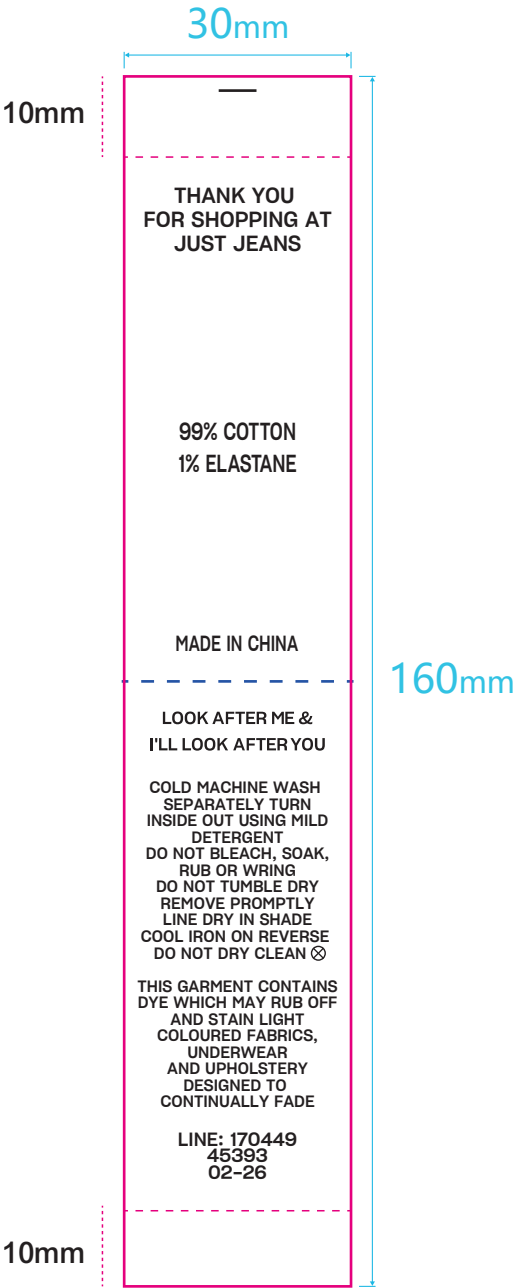 30mm
10mm
THANK YOU
FOR SHOPPING AT
JUST JEANS
99% COTTON
1% ELASTANE
MADE IN CHINA
160mm
LOOK AFTER ME &
I'LL LOOK AFTER YOU
COLD MACHINE WASH
SEPARATELY TURN
INSIDE OUT USING MILD
DETERGENT
DO NOT BLEACH, SOAK,
RUB OR WRING
DO NOT TUMBLE DRY
REMOVE PROMPTLY
LINE DRY IN SHADE
COOL IRON ON REVERSE
DO NOT DRY CLEAN ⊗
THIS GARMENT CONTAINS
DYE WHICH MAY RUB OFF
AND STAIN LIGHT
COLOURED FABRICS,
UNDERWEAR
AND UPHOLSTERY
DESIGNED TO
CONTINUALLY FADE
LINE: 170449
45393
02-26
10mm